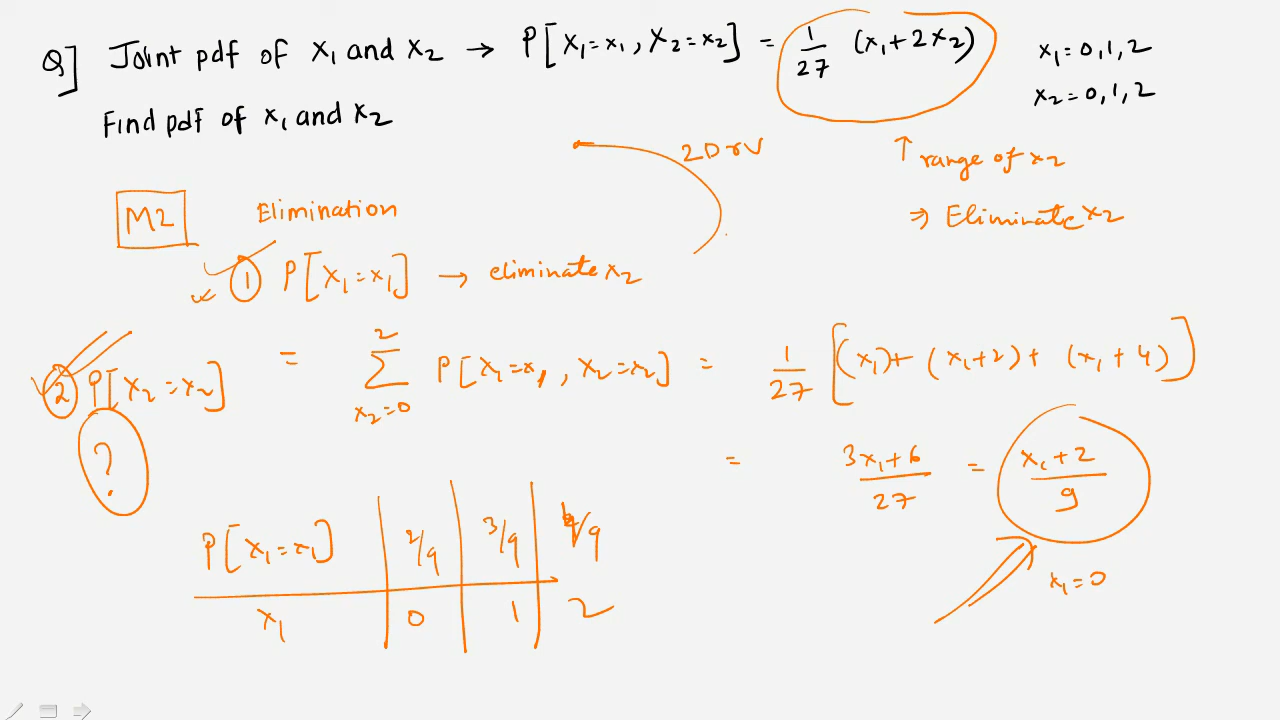 Q] Joint pdf of x₁ and x₂ → P[X₁=x₁, X₂=x₂] = 1/27 (x₁+2x₂) x₁=0,1,2
x₂=0,1,2
Find pdf of x₁ and x₂
2D rV
↑ range of x₂
M2 Elimination
⇒ Eliminate x₂
① P[X₁=x₁] → eliminate x₂
② P[X₂=x₂]
= 2 Σ x₂=0 P[X₁=x₁, X₂=x₂] = 1/27 [(x₁)+(x₁+2)+(x₁+4)]
?
= 3x₁+6/27 = x₁+2/9
P[X₁=x₁] | 2/9 | 3/9 | 4/9
x₁=0
x₁ | 0 | 1 | 2